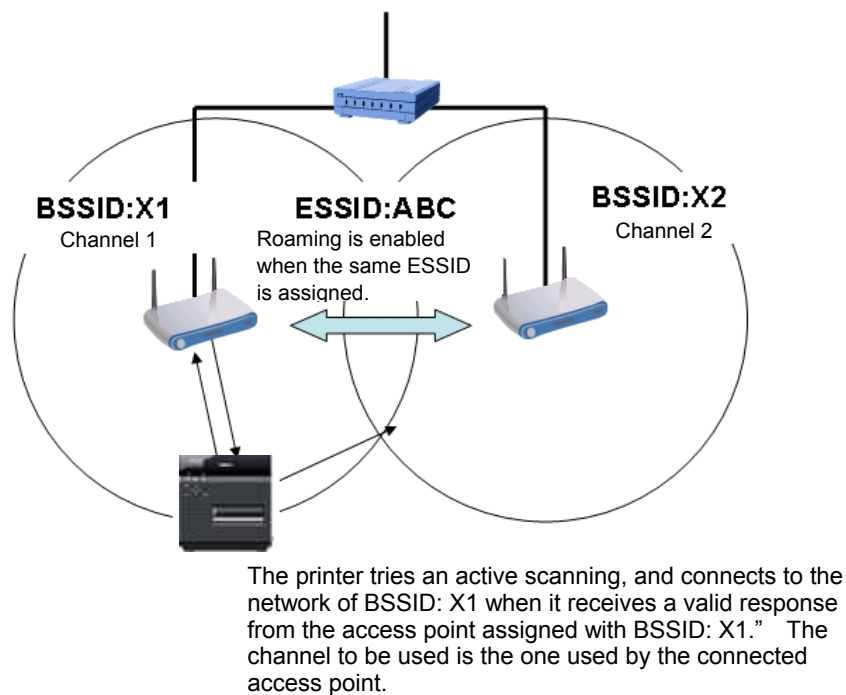 BSSID:X1
Channel 1
ESSID:ABC
Roaming is enabled
when the same ESSID
is assigned.
BSSID:X2
Channel 2
The printer tries an active scanning, and connects to the
network of BSSID: X1 when it receives a valid response
from the access point assigned with BSSID: X1.” The
channel to be used is the one used by the connected
access point.